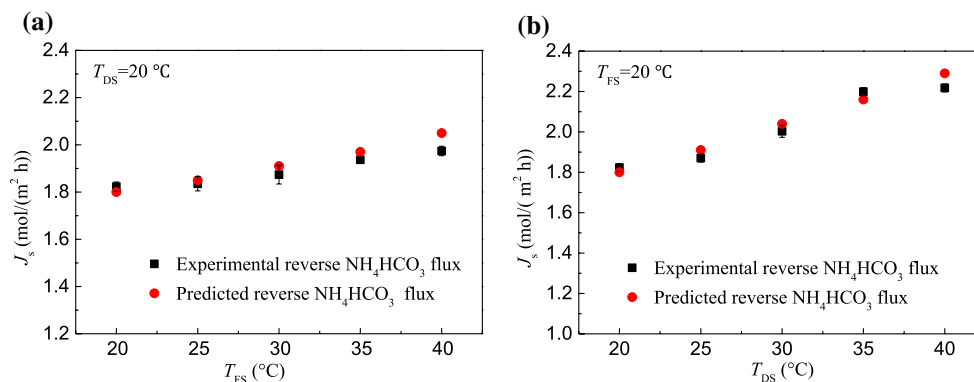 (a)
2.4
2.2
2.0
1.8
1.6
1.4
1.2
J_s (mol/(m² h))
T_DS=20 °C
Experimental reverse NH₄HCO₃ flux
Predicted reverse NH₄HCO₃ flux
20 25 30 35 40
T_FS (°C)
(b)
2.4
2.2
2.0
1.8
1.6
1.4
1.2
1.0
J_s (mol/( m² h))
T_FS=20 °C
Experimental reverse NH₄HCO₃ flux
Predicted reverse NH₄HCO₃ flux
20 25 30 35 40
T_DS (°C)